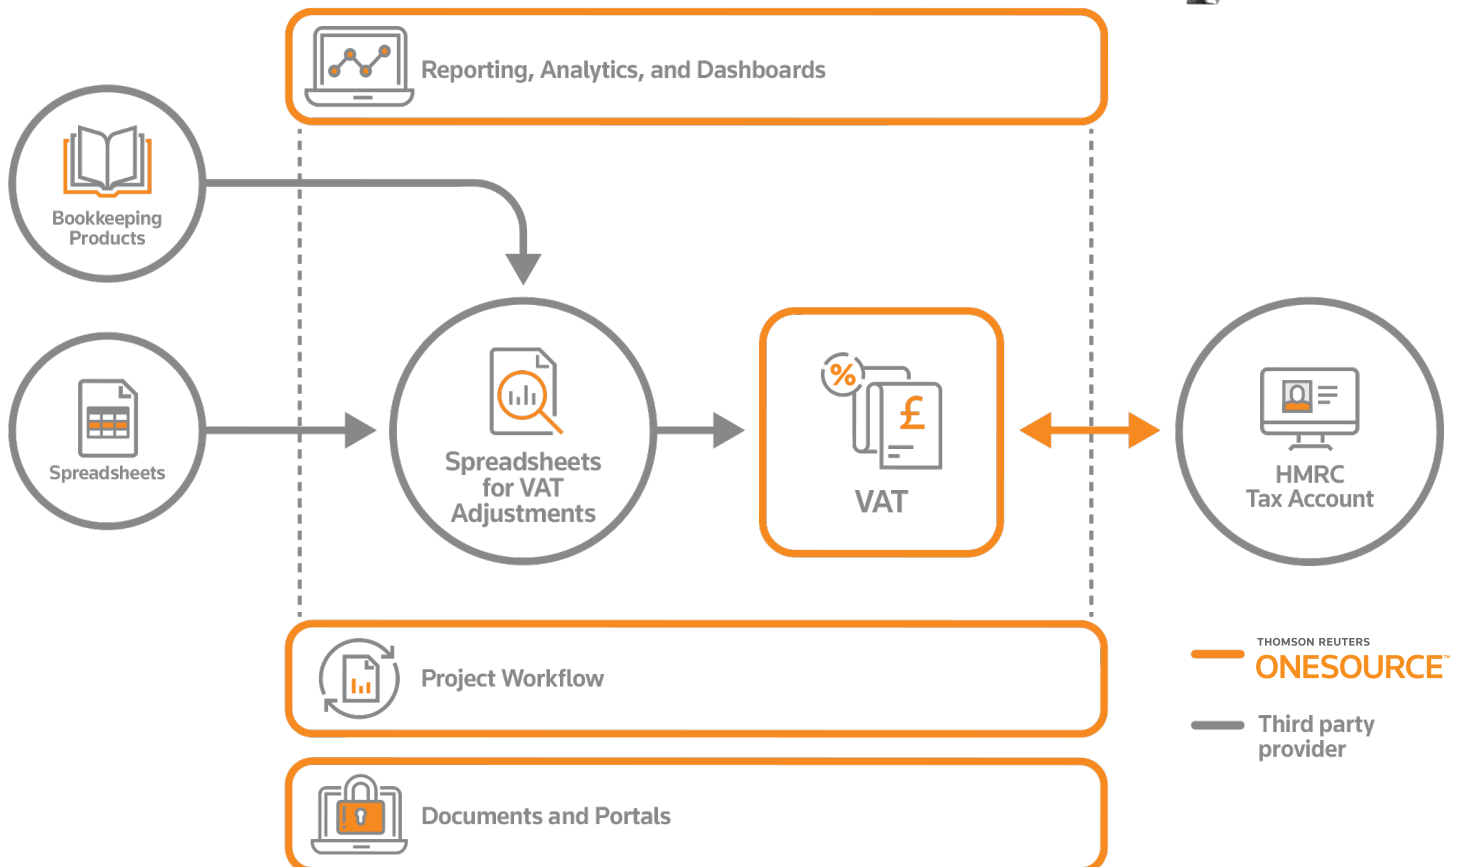 Reporting, Analytics, and Dashboards
Bookkeeping
Products
Spreadsheets
Spreadsheets
for VAT
Adjustments
%
£
VAT
HMRC
Tax Account
Project Workflow
THOMSON REUTERS
ONESOURCE™
Third party
provider
Documents and Portals